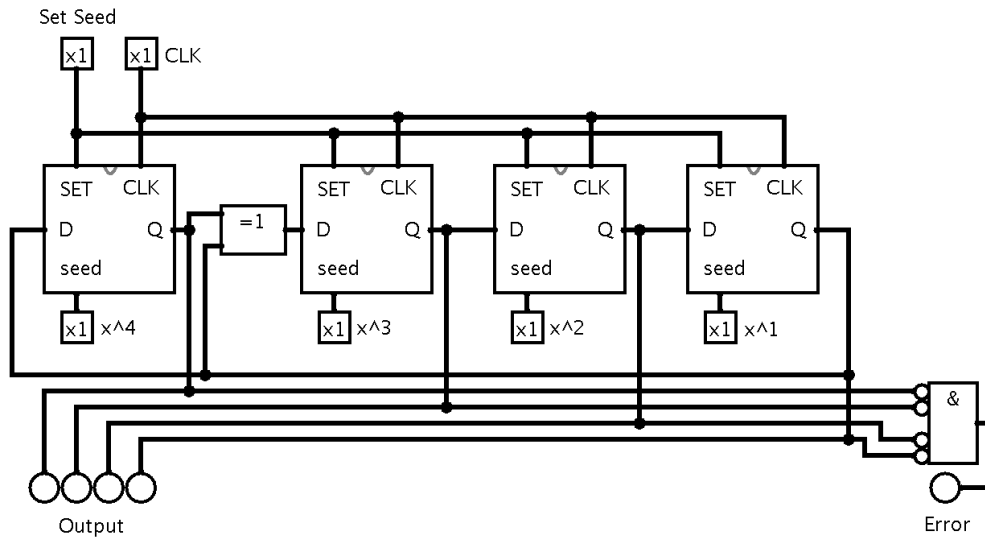 Set Seed
x1 x1 CLK
SET CLK SET CLK SET CLK SET CLK
D Q =1 D Q D Q D Q
seed seed seed seed
x1 x^4 x1 x^3 x1 x^2 x1 x^1
&
Output Error